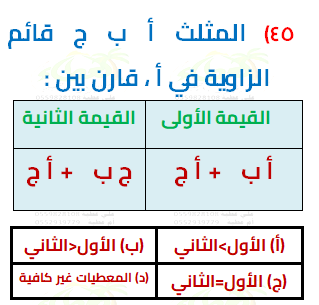 ٤٥) المثلث أ ب ج قائم
الزاوية في أ ، قارن بين :
القيمة الأولى القيمة الثانية
أ ب + أ ج ج ب + أ ج
(أ) الأول>الثاني (ب) الأول<الثاني
(ج) الأول=الثاني (د) المعطيات غير كافية